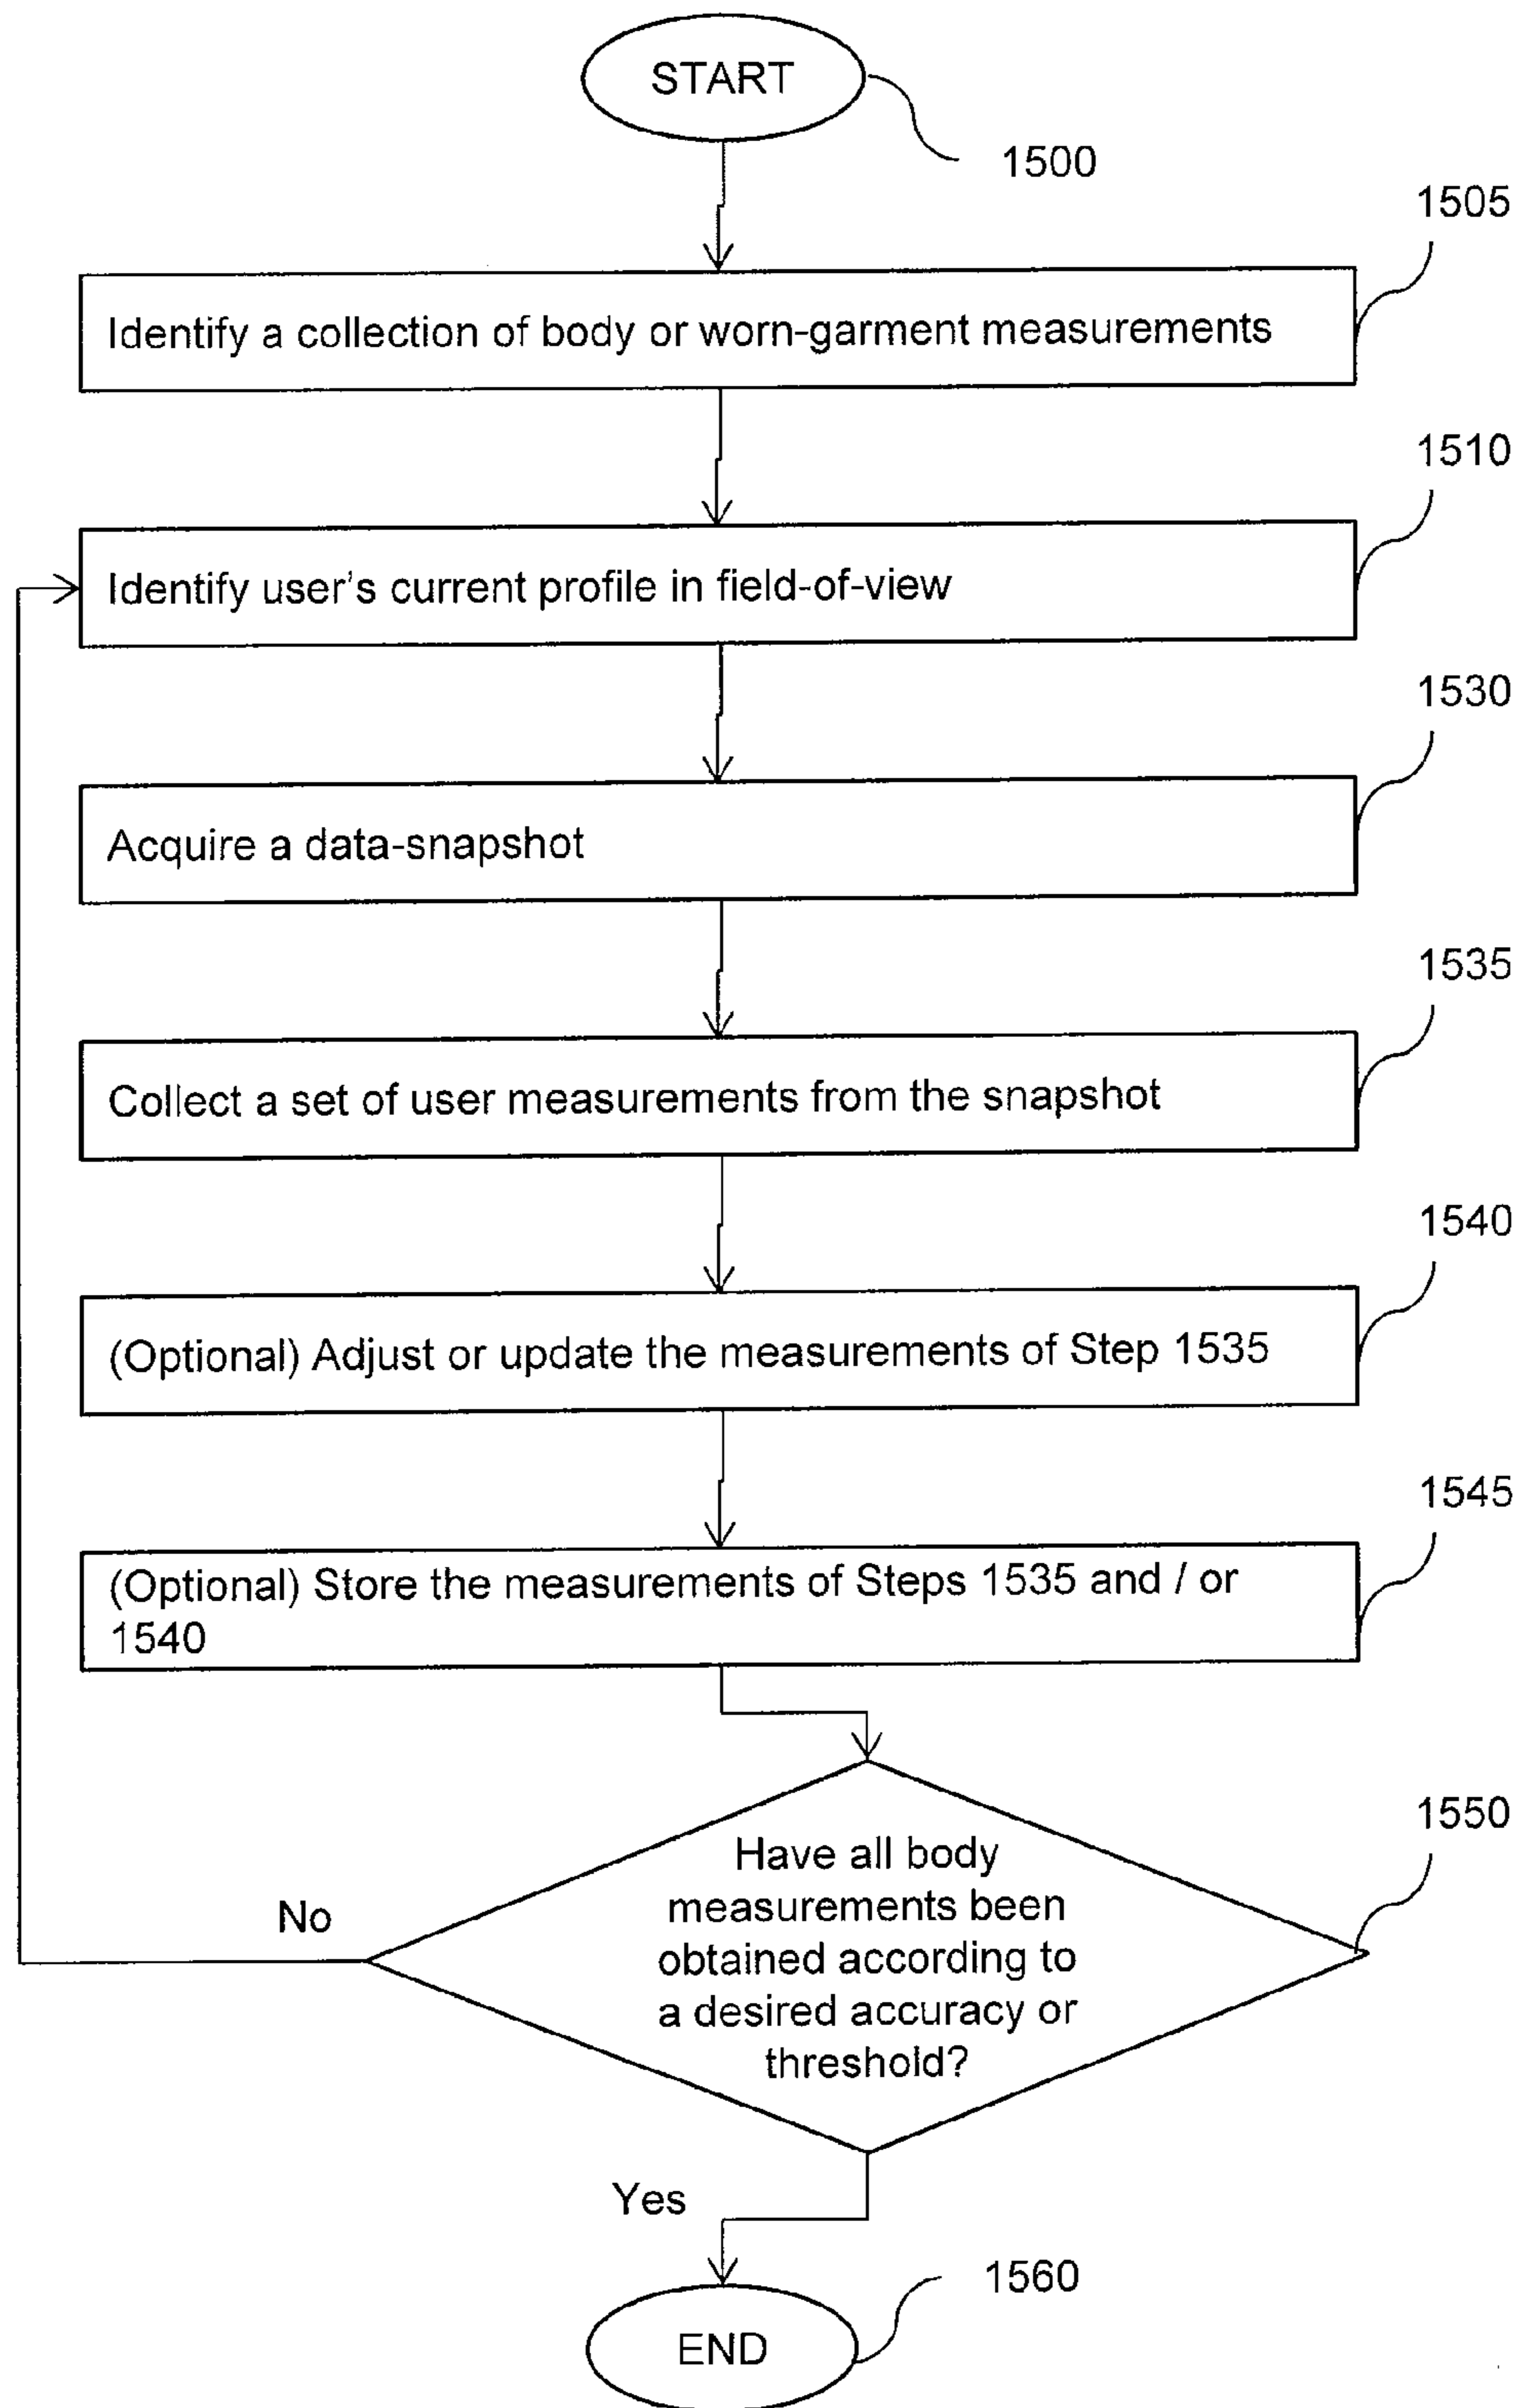 START
1500
1505
Identify a collection of body or worn-garment measurements
1510
Identify user's current profile in field-of-view
1530
Acquire a data-snapshot
1535
Collect a set of user measurements from the snapshot
1540
(Optional) Adjust or update the measurements of Step 1535
1545
(Optional) Store the measurements of Steps 1535 and / or
1540
1550
Have all body
measurements been
obtained according to
a desired accuracy or
threshold?
No
Yes
1560
END